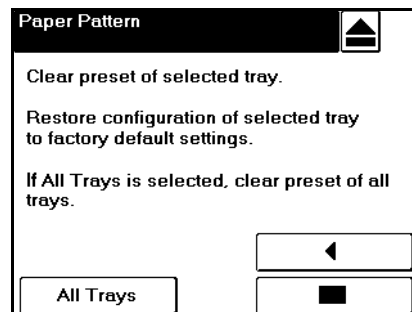 Paper Pattern
Clear preset of selected tray.
Restore configuration of selected tray
to factory default settings.
If All Trays is selected, clear preset of all
trays.
All Trays